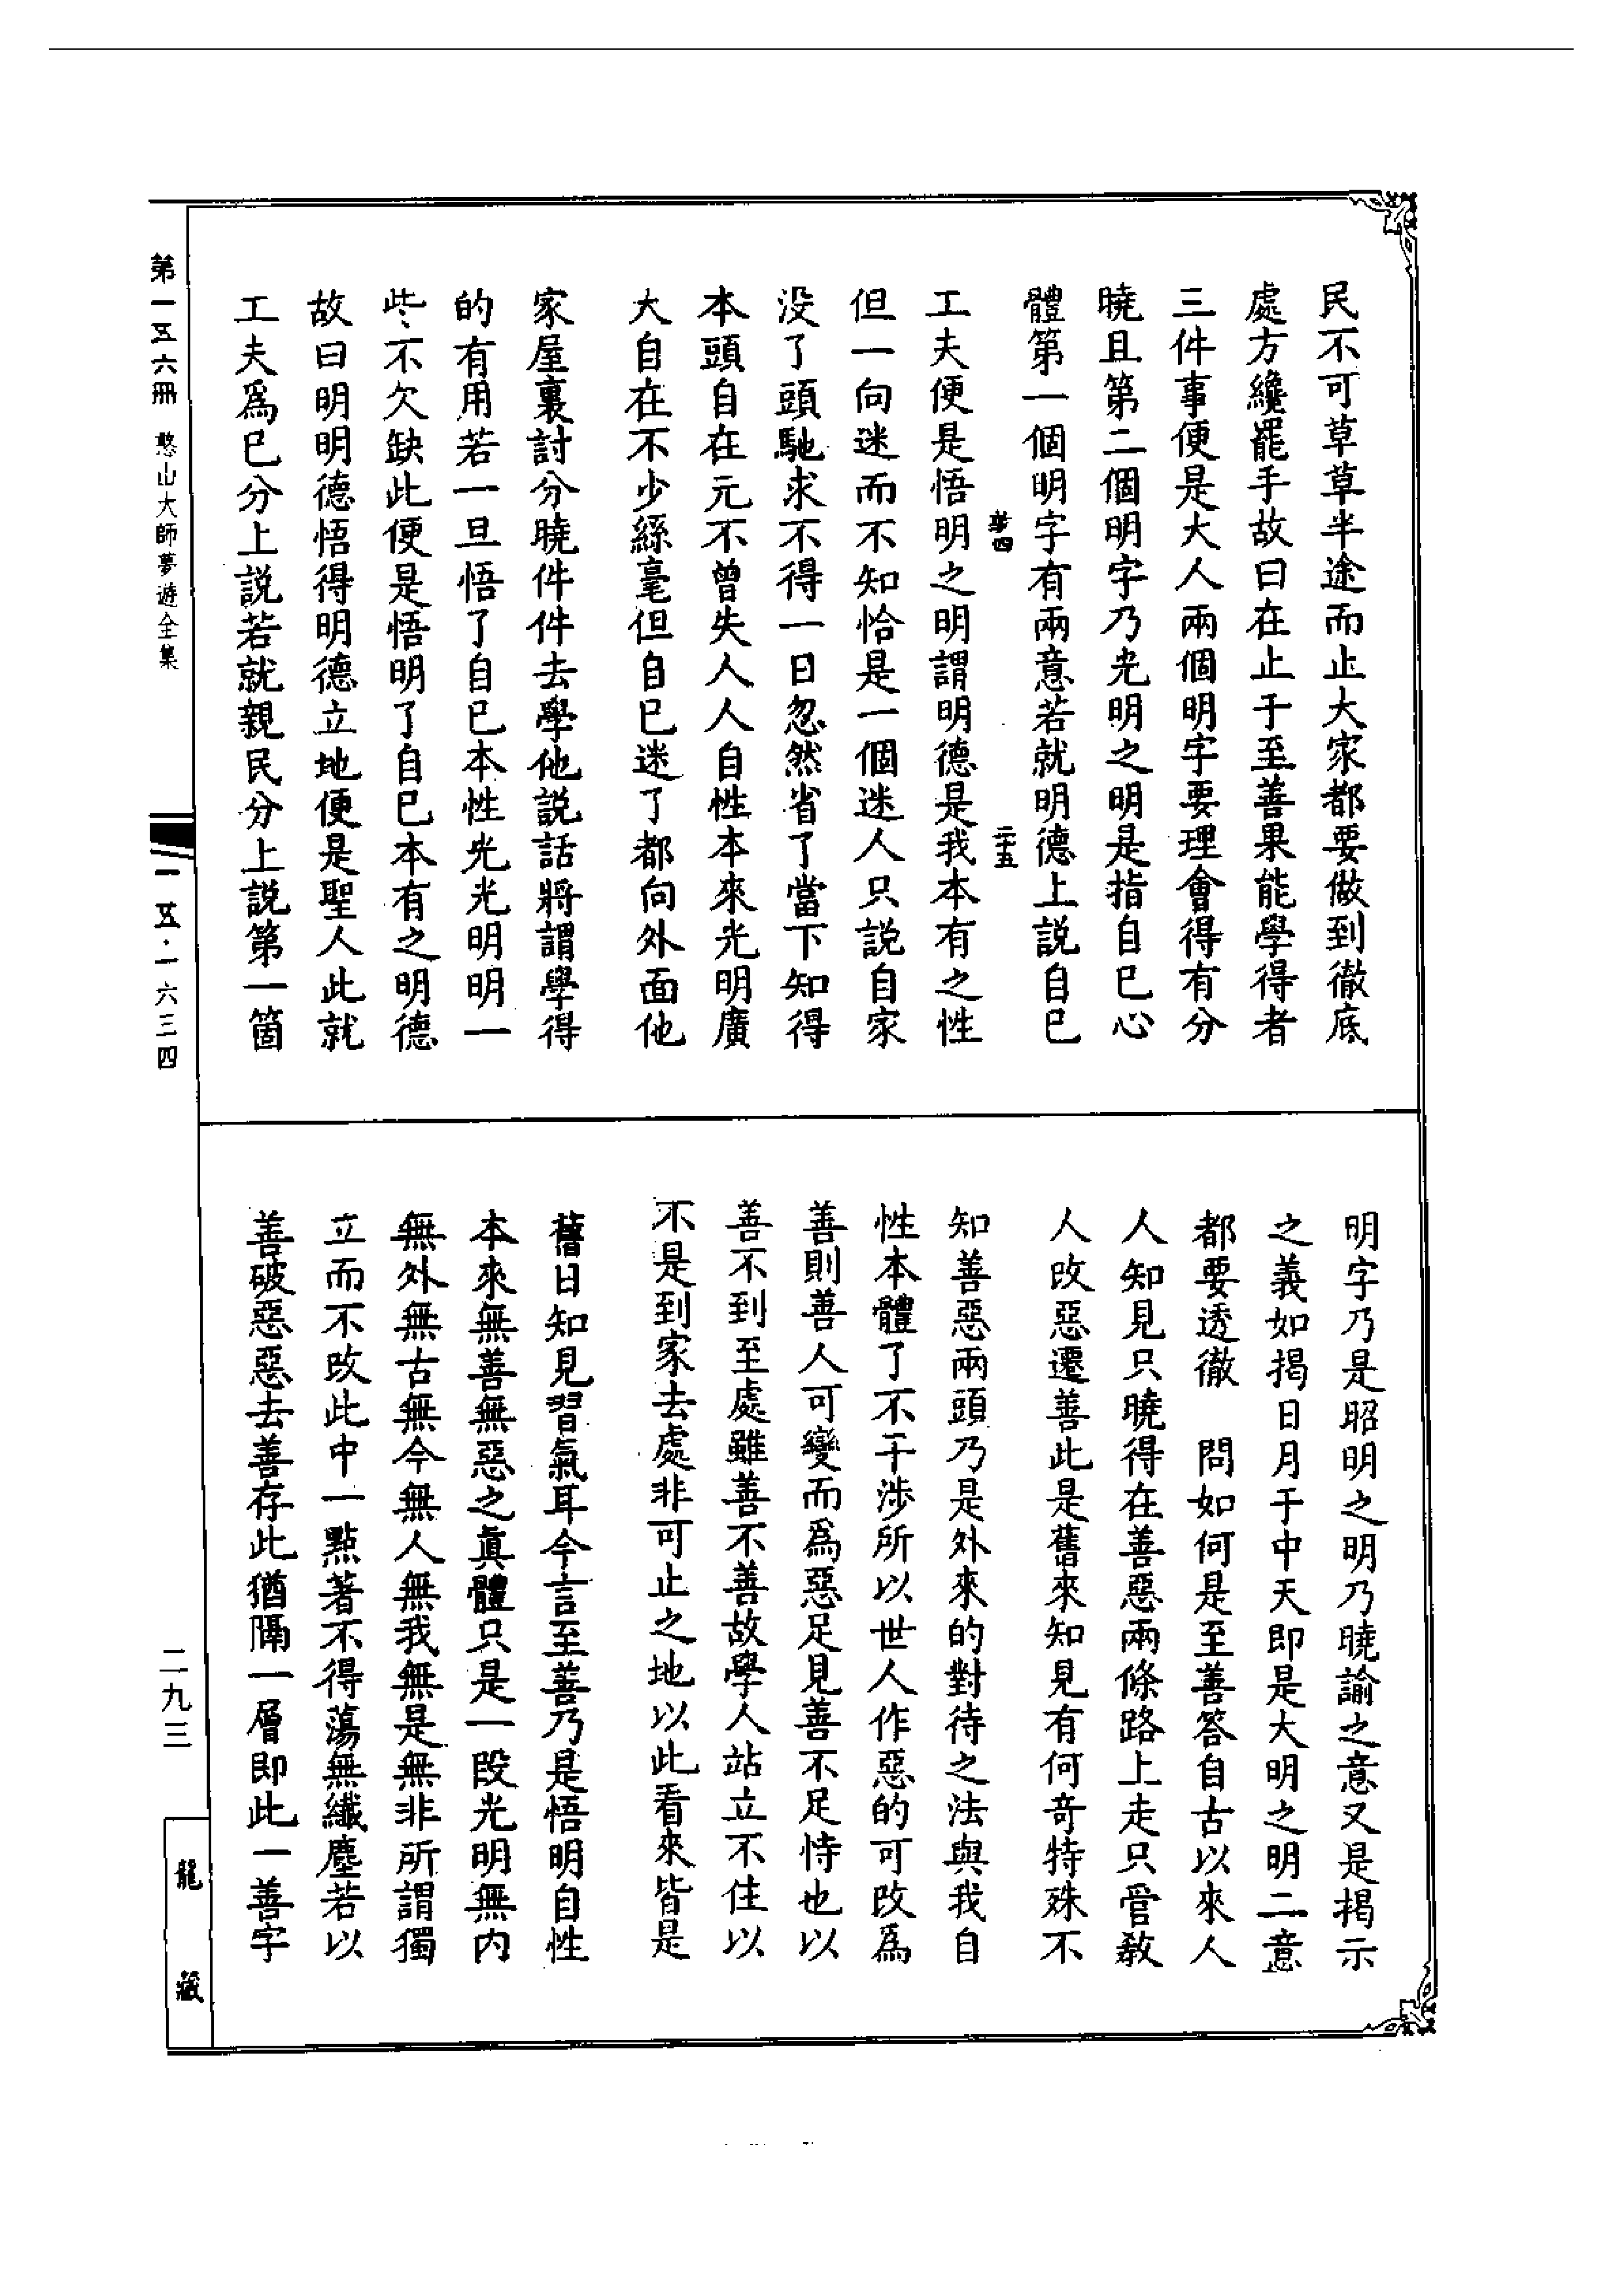 民不可草草半途而止大家都要做到徹底
處方纔罷手故曰在止于至善果能學得者
三件事便是大人兩個明字要理會得有分
曉且第二個明字乃光明之明是指自已心
體第一個明字有兩意若就明德上説自已
夢四 二十五
工夫便是悟明之明謂明德是我本有之性
但一向迷而不知恰是一個迷人只説自家
没了頭馳求不得一日忽然省了當下知得
本頭自在元不曾失人人自性本來光明廣
大自在不少絲毫但自已迷了都向外面他
家屋裏討分曉件件去學他説話將謂學得
的有用若一旦悟了自已本性光光明明一
些不欠缺此便是悟明了自已本有之明德
故曰明明德悟得明德立地便是聖人此就
工夫爲已分上説若就親民分上説第一箇
第一五六冊 憨山大師夢遊全集
一五·一六三四
明字乃是昭明之明乃曉諭之意又是揭示
之義如揭日月于中天即是大明之明二意
都要透徹 問如何是至善答自古以來人
人知見只曉得在善惡兩條路上走只管教
人改惡遷善此是舊來知見有何奇特殊不
知善惡兩頭乃是外來的對待之法與我自
性本體了不干涉所以世人作惡的可改爲
善則善人可變而爲惡足見善不足恃也以
善不到至處雖善不善故學人站立不住以
不是到家去處非可止之地以此看來皆是
舊日知見習氣耳今言至善乃是悟明自性
本來無善無惡之真體只是一段光明無内
無外無古無今無人無我無是無非所謂獨
立而不改此中一點著不得蕩無纖塵若以
善破惡惡去善存此猶隔一層即此一善字
二九三
龍藏